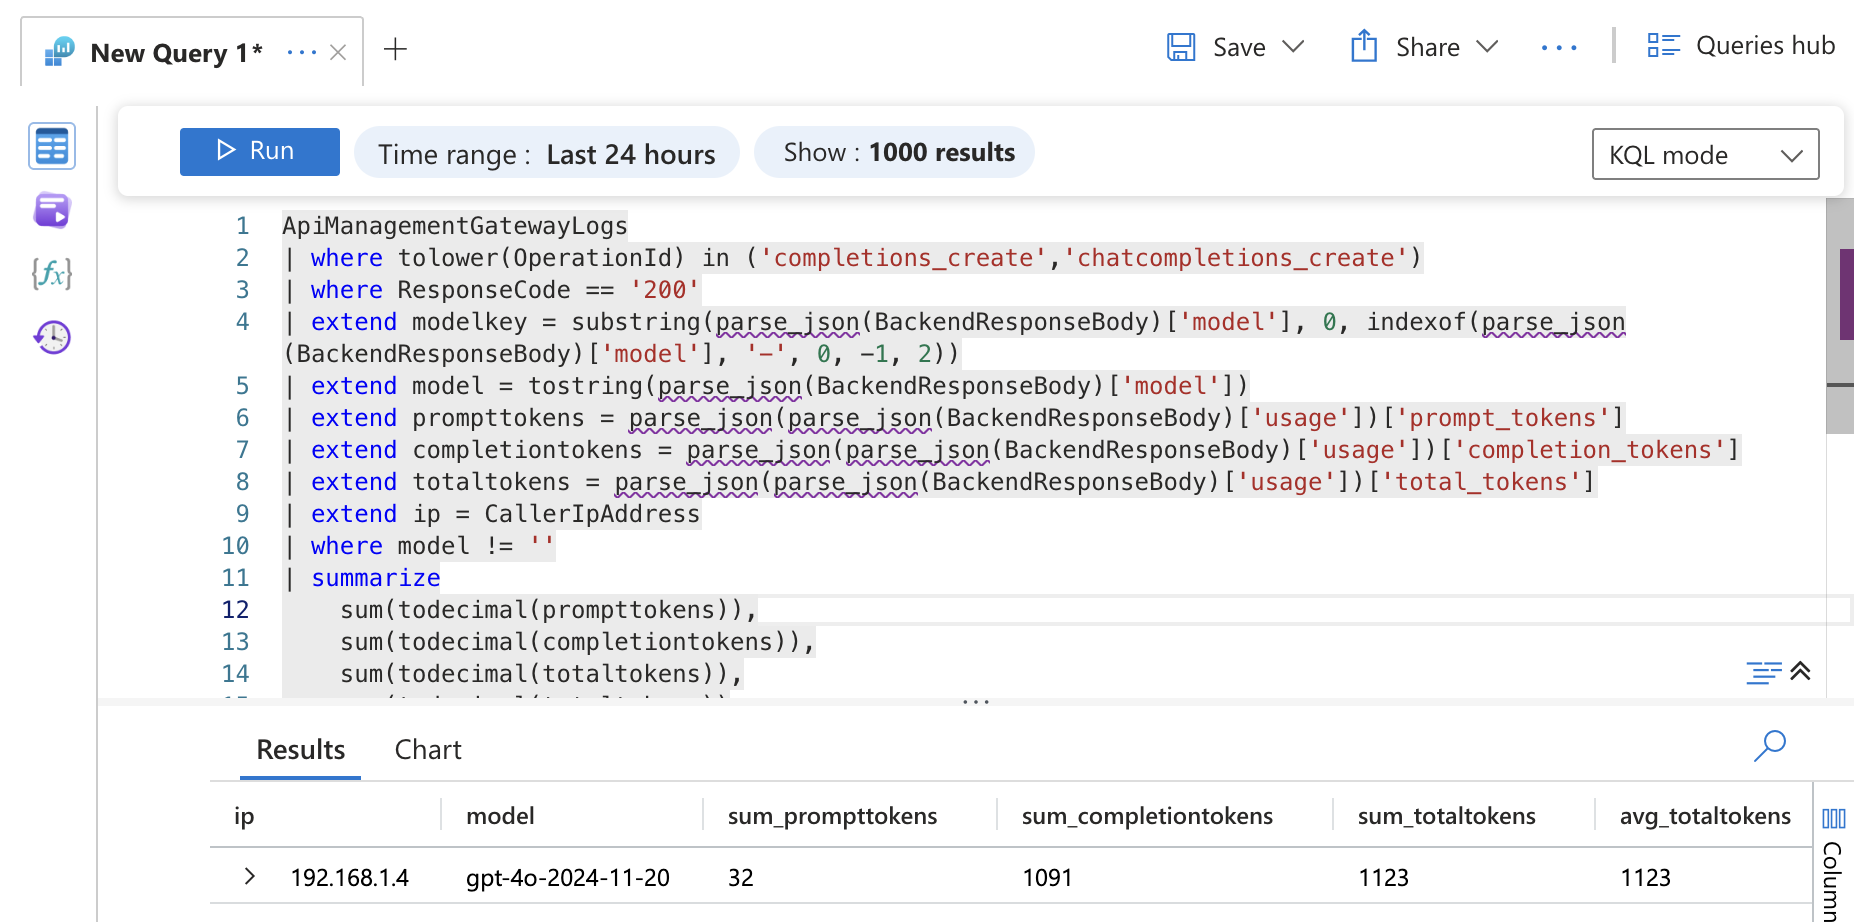 New Query 1* ...
Save
Share
...
Queries hub
Run
Time range : Last 24 hours
Show : 1000 results
KQL mode
1 ApiManagementGatewayLogs
2 | where tolower(OperationId) in ('completions_create','chatcompletions_create')
3 | where ResponseCode == '200'
4 | extend modelkey = substring(parse_json(BackendResponseBody)['model'], 0, indexof(parse_json
(BackendResponseBody)['model'], '-', 0, -1, 2))
5 | extend model = tostring(parse_json(BackendResponseBody)['model'])
6 | extend prompttokens = parse_json(parse_json(BackendResponseBody)['usage'])['prompt_tokens']
7 | extend completiontokens = parse_json(parse_json(BackendResponseBody)['usage'])['completion_tokens']
8 | extend totaltokens = parse_json(parse_json(BackendResponseBody)['usage'])['total_tokens']
9 | extend ip = CallerIpAddress
10 | where model != ''
11 | summarize
12 sum(todecimal(prompttokens)),
13 sum(todecimal(completiontokens)),
14 sum(todecimal(totaltokens)),
Results
Chart
ip model sum_prompttokens sum_completiontokens sum_totaltokens avg_totaltokens
192.168.1.4 gpt-4o-2024-11-20 32 1091 1123 1123
Column
{fx}